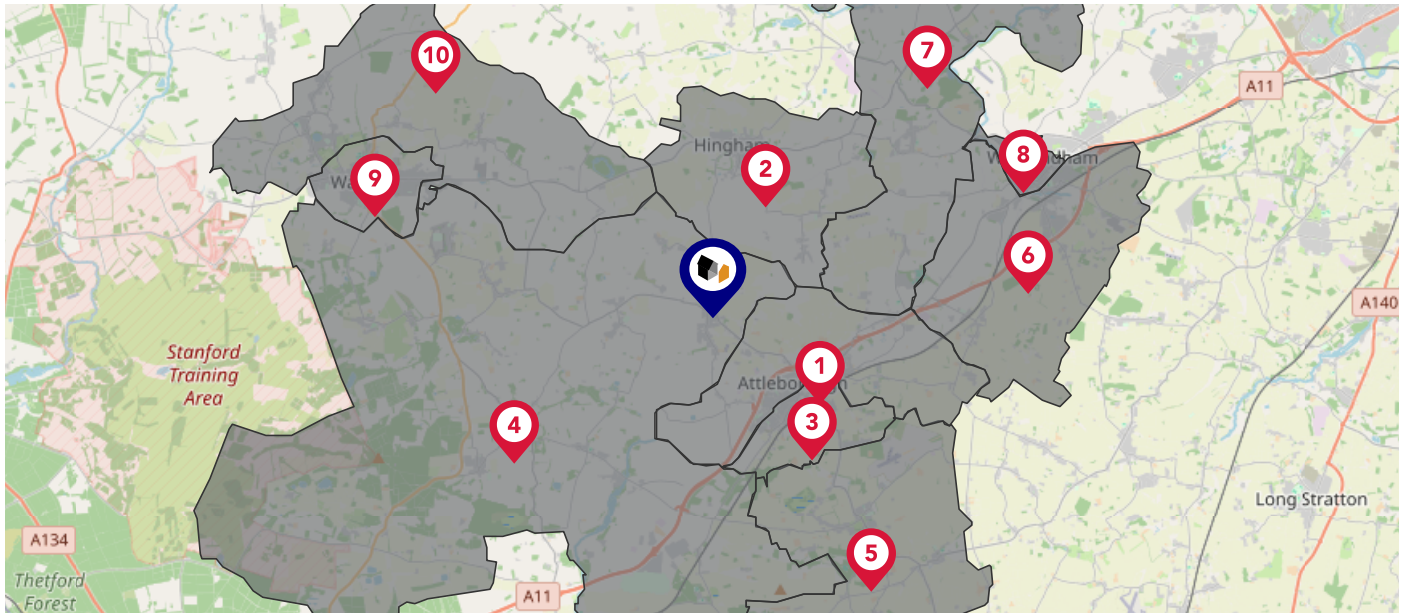 10
7
A11
Hingham
8
2
9
6
A140
Stanford
Training
Area
1
Attleborough
3
4
Long Stratton
A134
5
Thetford
Forest
A11